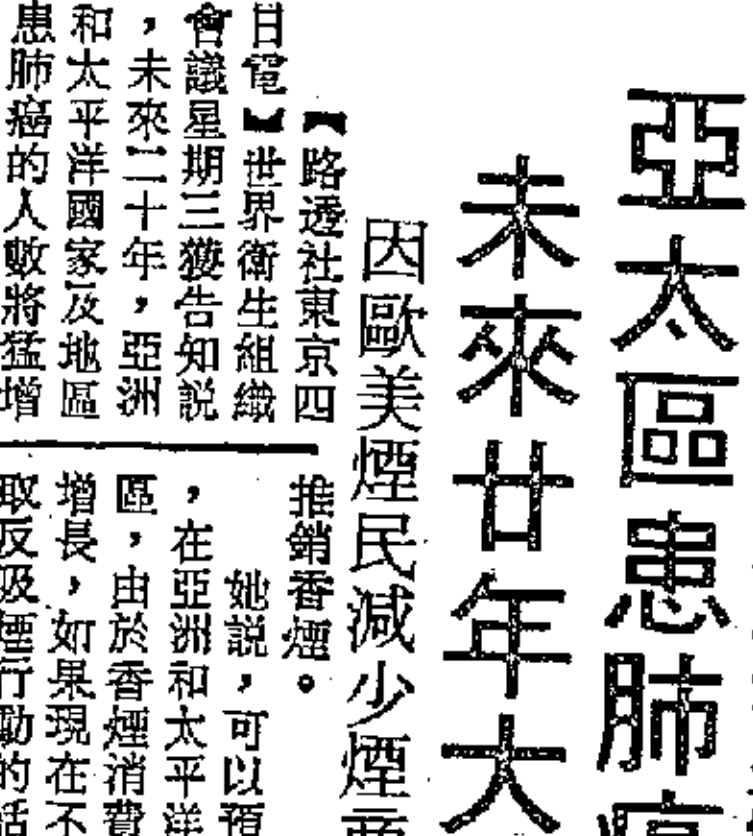 亞太區患肺癌
未來廿年大
因歐美煙民減少煙商
【路透社東京四
日電】世界衛生組織
會議星期三獲告知説
，未來二十年，亞洲
和太平洋國家及地區
患肺癌的人數將猛增
推銷香煙。
她説，可以預
，在亞洲和太平洋
區，由於香煙消費
增長，如果現在不
取反吸煙行動的話